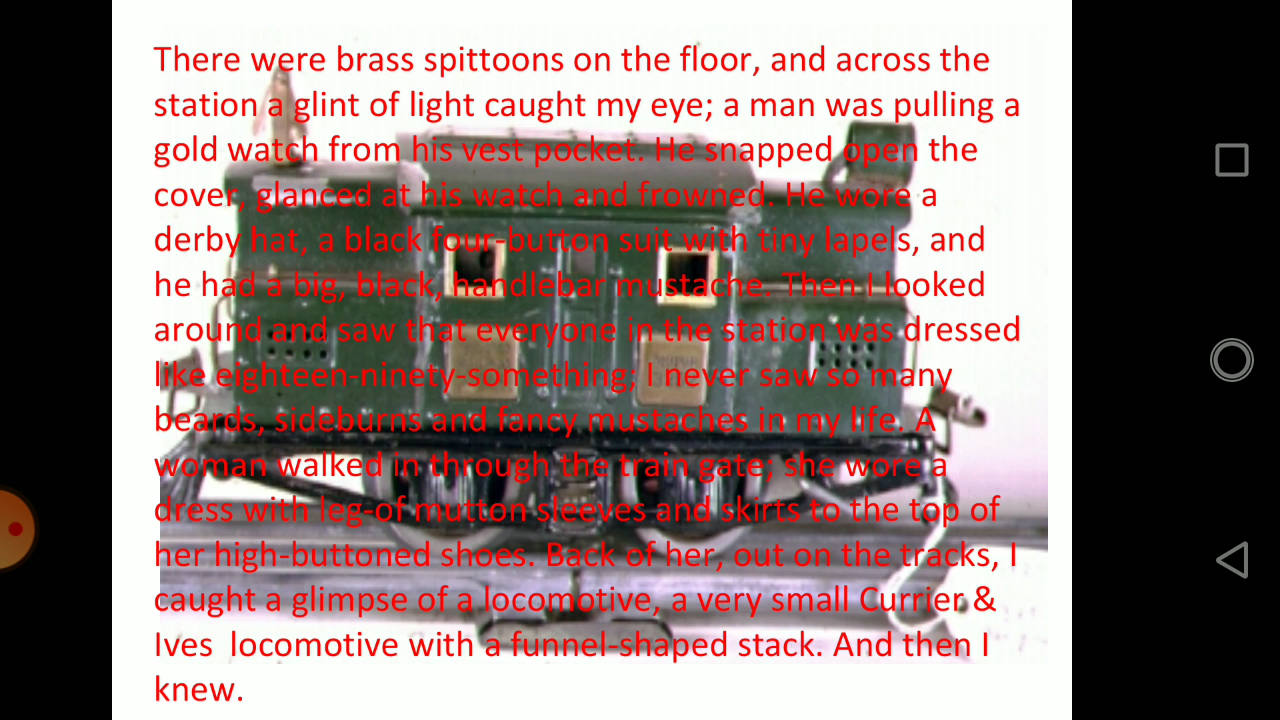 There were brass spittoons on the floor, and across the
station a glint of light caught my eye; a man was pulling a
gold watch from his vest pocket. He snapped open the
cover, glanced at his watch and frowned. He wore a
derby hat, a black four-button suit with tiny lapels, and
he had a big, black, handlebar mustache. Then I looked
around and saw that everyone in the station was dressed
like eighteen-ninety-something; I never saw so many
beards, sideburns and fancy mustaches in my life. A
woman walked in through the train gate; she wore a
dress with leg-of mutton sleeves and skirts to the top of
her high-buttoned shoes. Back of her, out on the tracks, I
caught a glimpse of a locomotive, a very small Currier &
Ives  locomotive with a funnel-shaped stack. And then I
knew.